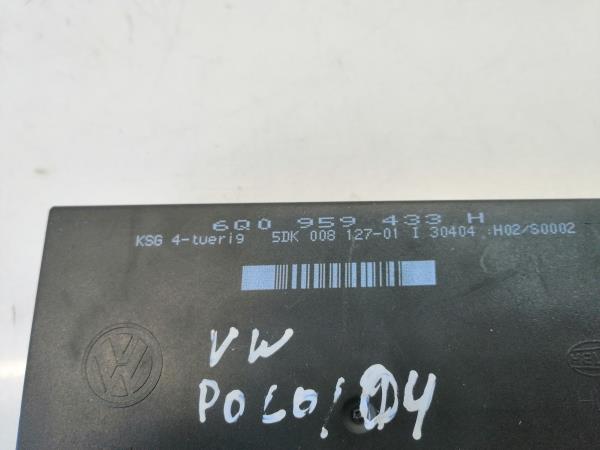 6Q0 959 433 H
KSG 4-tuerig 5DK 008 127-01 I 30404 :H02/S0002
VW
POLO
04